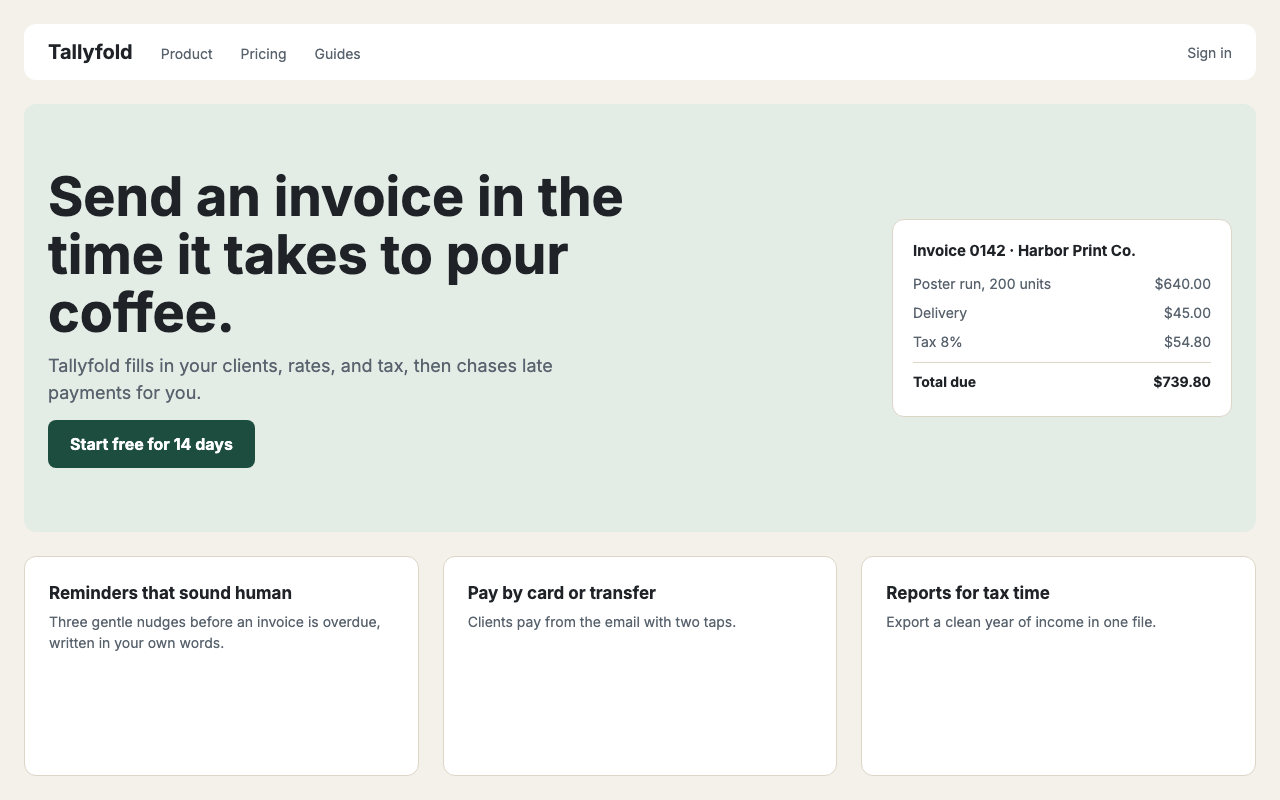 Tallyfold Product Pricing Guides Sign in
Send an invoice in the
time it takes to pour
coffee.
Tallyfold fills in your clients, rates, and tax, then chases late
payments for you.
Start free for 14 days
Invoice 0142 · Harbor Print Co.
Poster run, 200 units $640.00
Delivery $45.00
Tax 8% $54.80
Total due $739.80
Reminders that sound human
Three gentle nudges before an invoice is overdue,
written in your own words.
Pay by card or transfer
Clients pay from the email with two taps.
Reports for tax time
Export a clean year of income in one file.